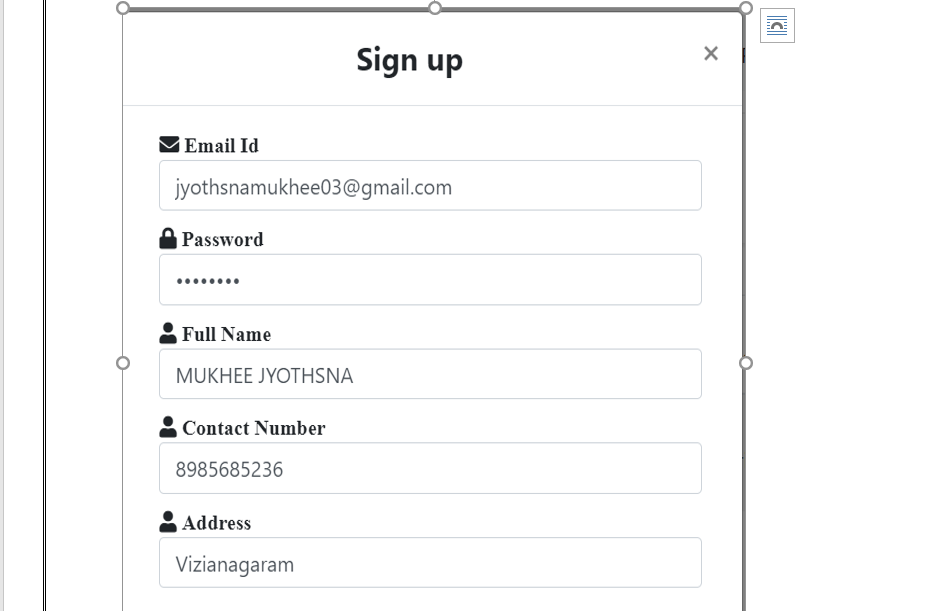 Sign up
×
Email Id
jyothsnamukhee03@gmail.com
Password
••••••••
Full Name
MUKHEE JYOTHSNA
Contact Number
8985685236
Address
Vizianagaram